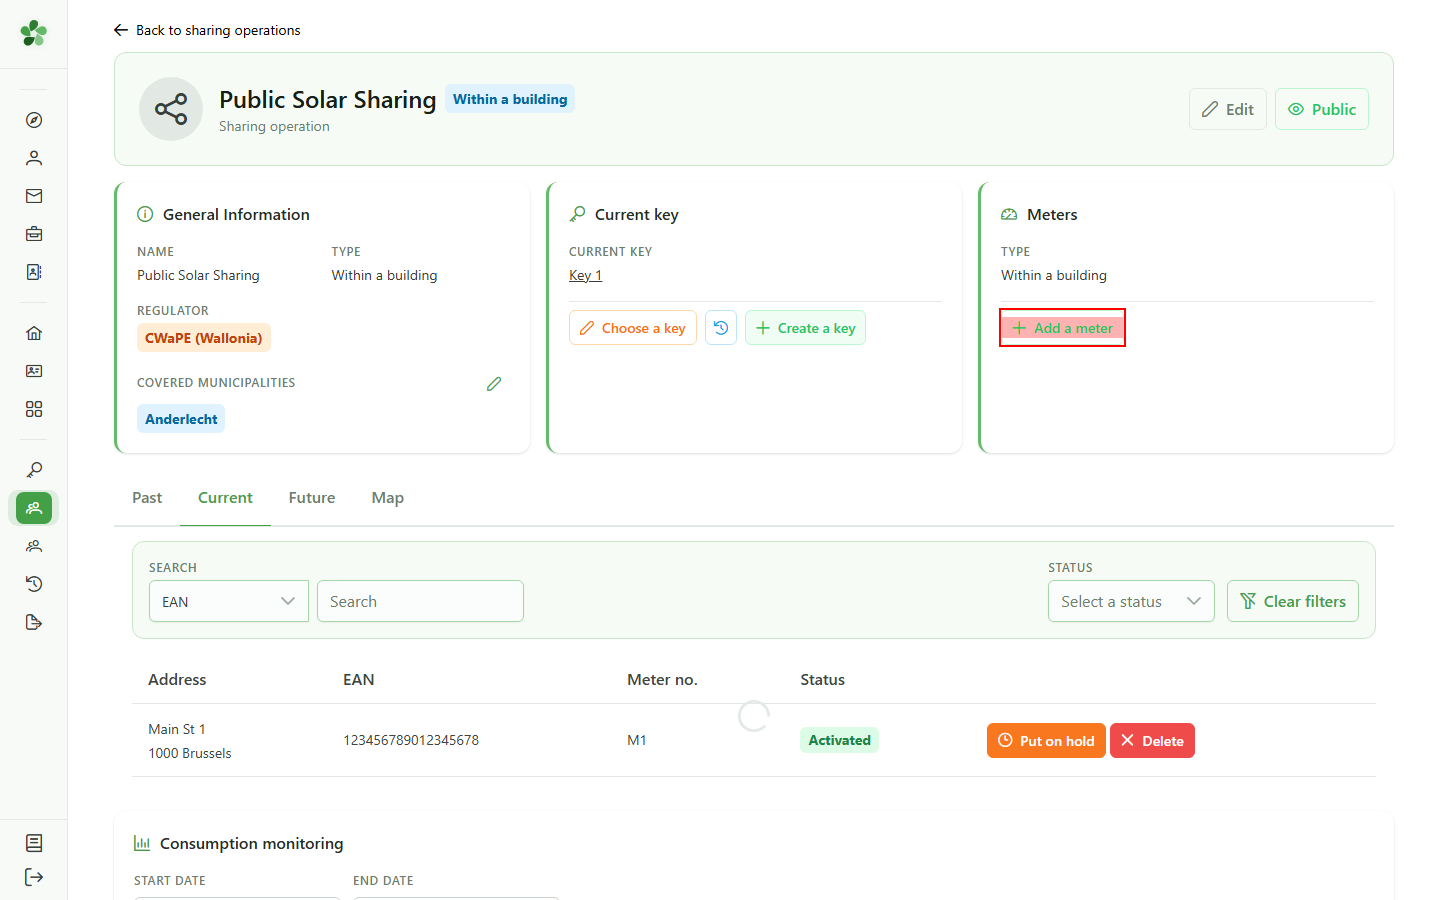 Back to sharing operations
Public Solar Sharing
Within a building
Sharing operation
Edit
Public
General Information
NAME
TYPE
Public Solar Sharing
Within a building
REGULATOR
CWaPE (Wallonia)
COVERED MUNICIPALITIES
Anderlecht
Current key
CURRENT KEY
Key 1
Choose a key
Create a key
Meters
TYPE
Within a building
Add a meter
Past
Current
Future
Map
SEARCH
EAN
Search
STATUS
Select a status
Clear filters
Address
EAN
Meter no.
Status
Main St 1
1000 Brussels
123456789012345678
M1
Activated
Put on hold
Delete
Consumption monitoring
START DATE
END DATE